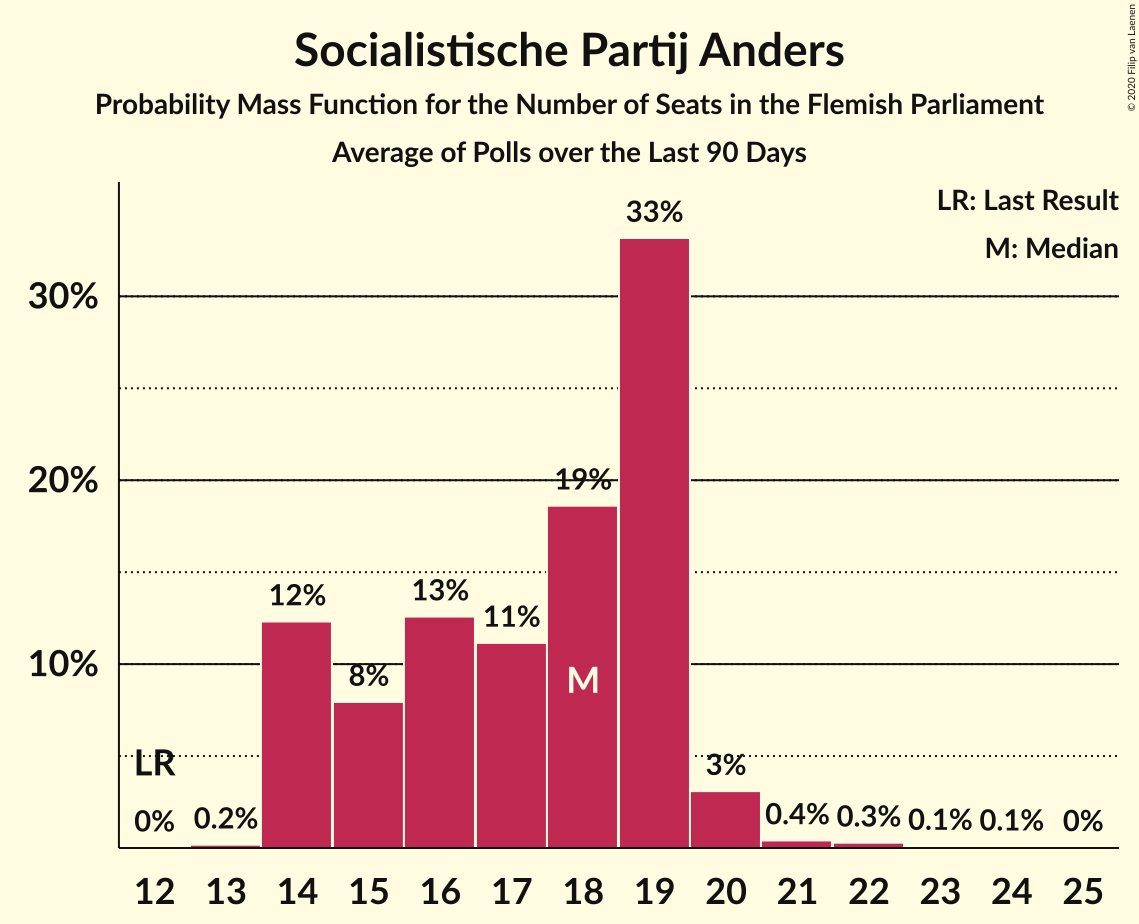 Socialistische Partij Anders
Probability Mass Function for the Number of Seats in the Flemish Parliament
Average of Polls over the Last 90 Days
© 2020 Filip van Laenen
LR: Last Result
M: Median
33%
30%
20%
19%
12%
13%
11%
10%
8%
M
LR
3%
0%
0.2%
0.4%
0.3%
0.1%
0.1%
0%
12 13 14 15 16 17 18 19 20 21 22 23 24 25